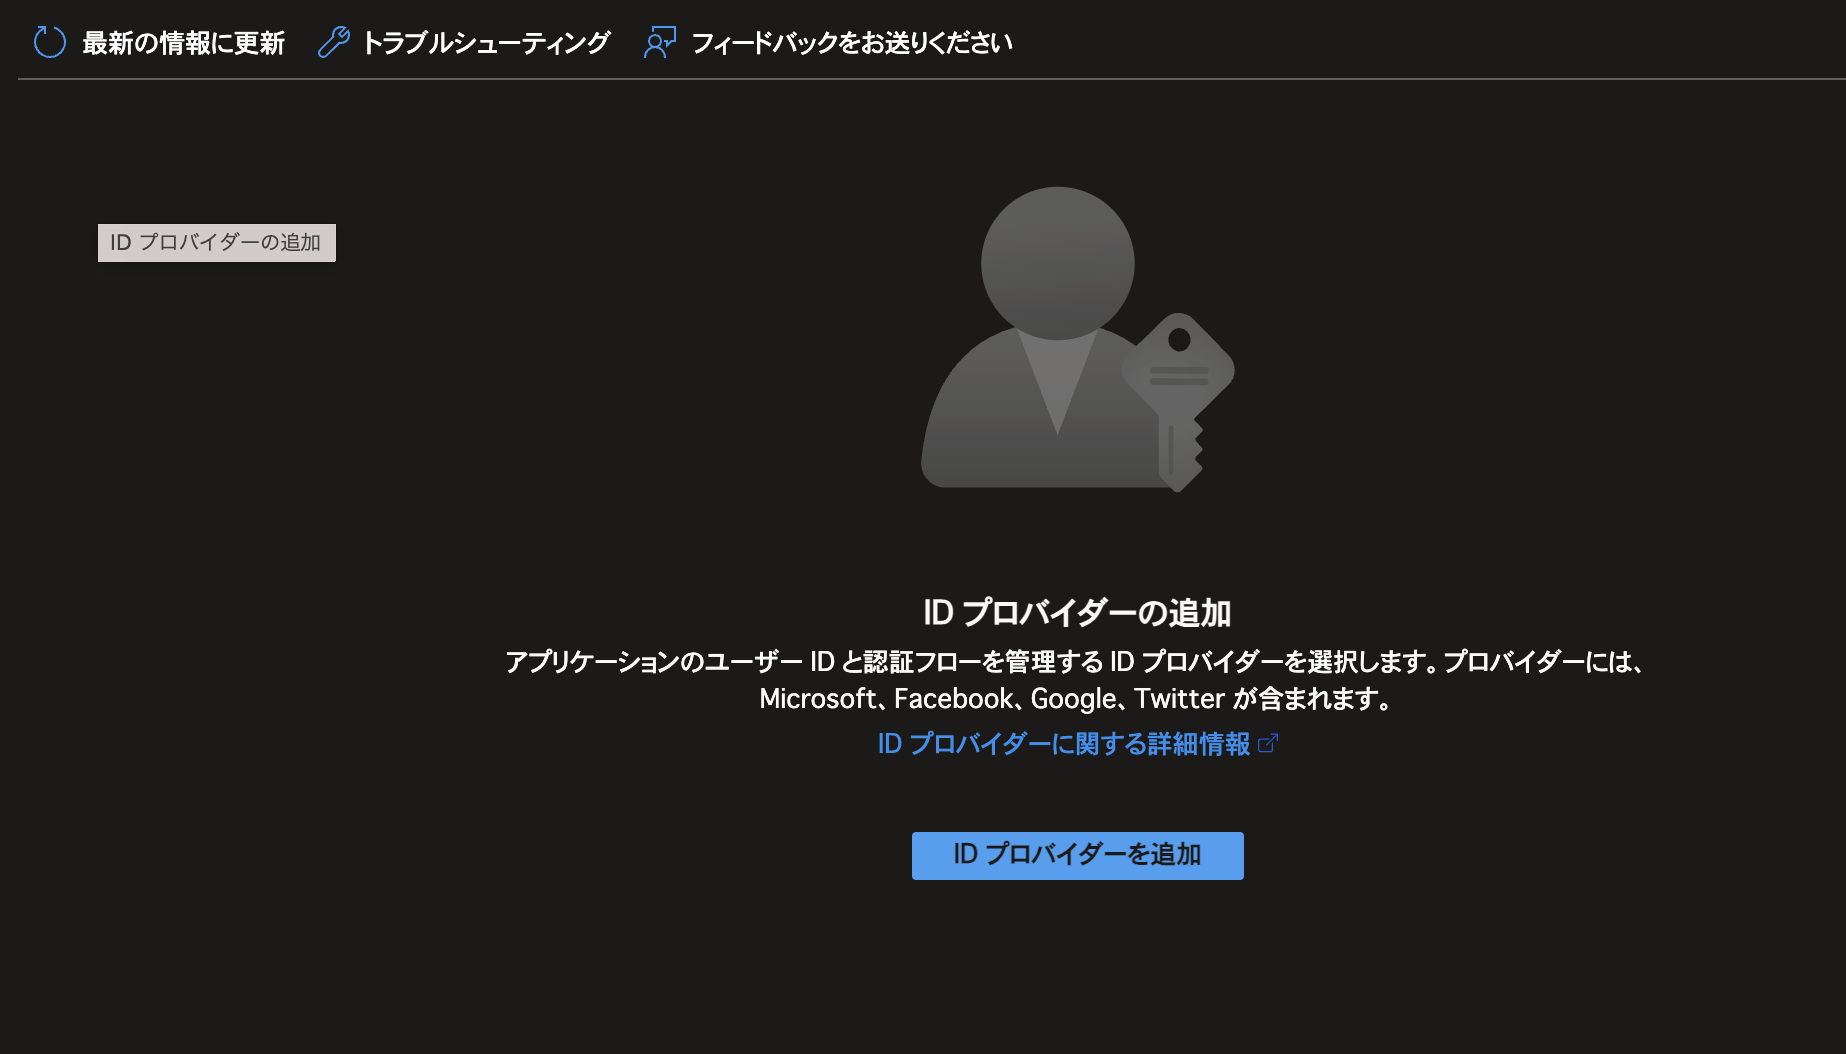 最新の情報に更新 トラブルシューティング フィードバックをお送りください
ID プロバイダーの追加
ID プロバイダーの追加
アプリケーションのユーザー ID と認証フローを管理する ID プロバイダーを選択します。プロバイダーには、
Microsoft、Facebook、Google、Twitter が含まれます。
ID プロバイダーに関する詳細情報
ID プロバイダーを追加